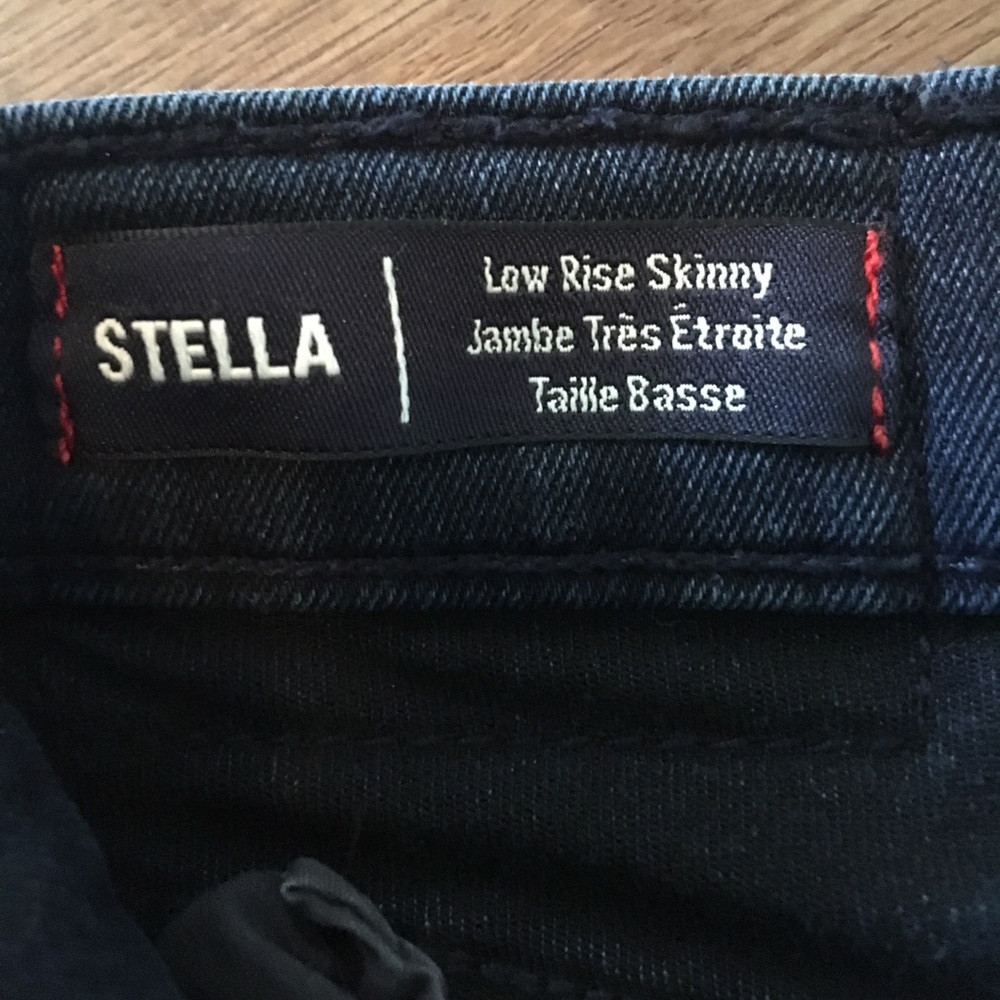 STELLA
Low Rise Skinny
Jambe Très Étroite
Taille Basse